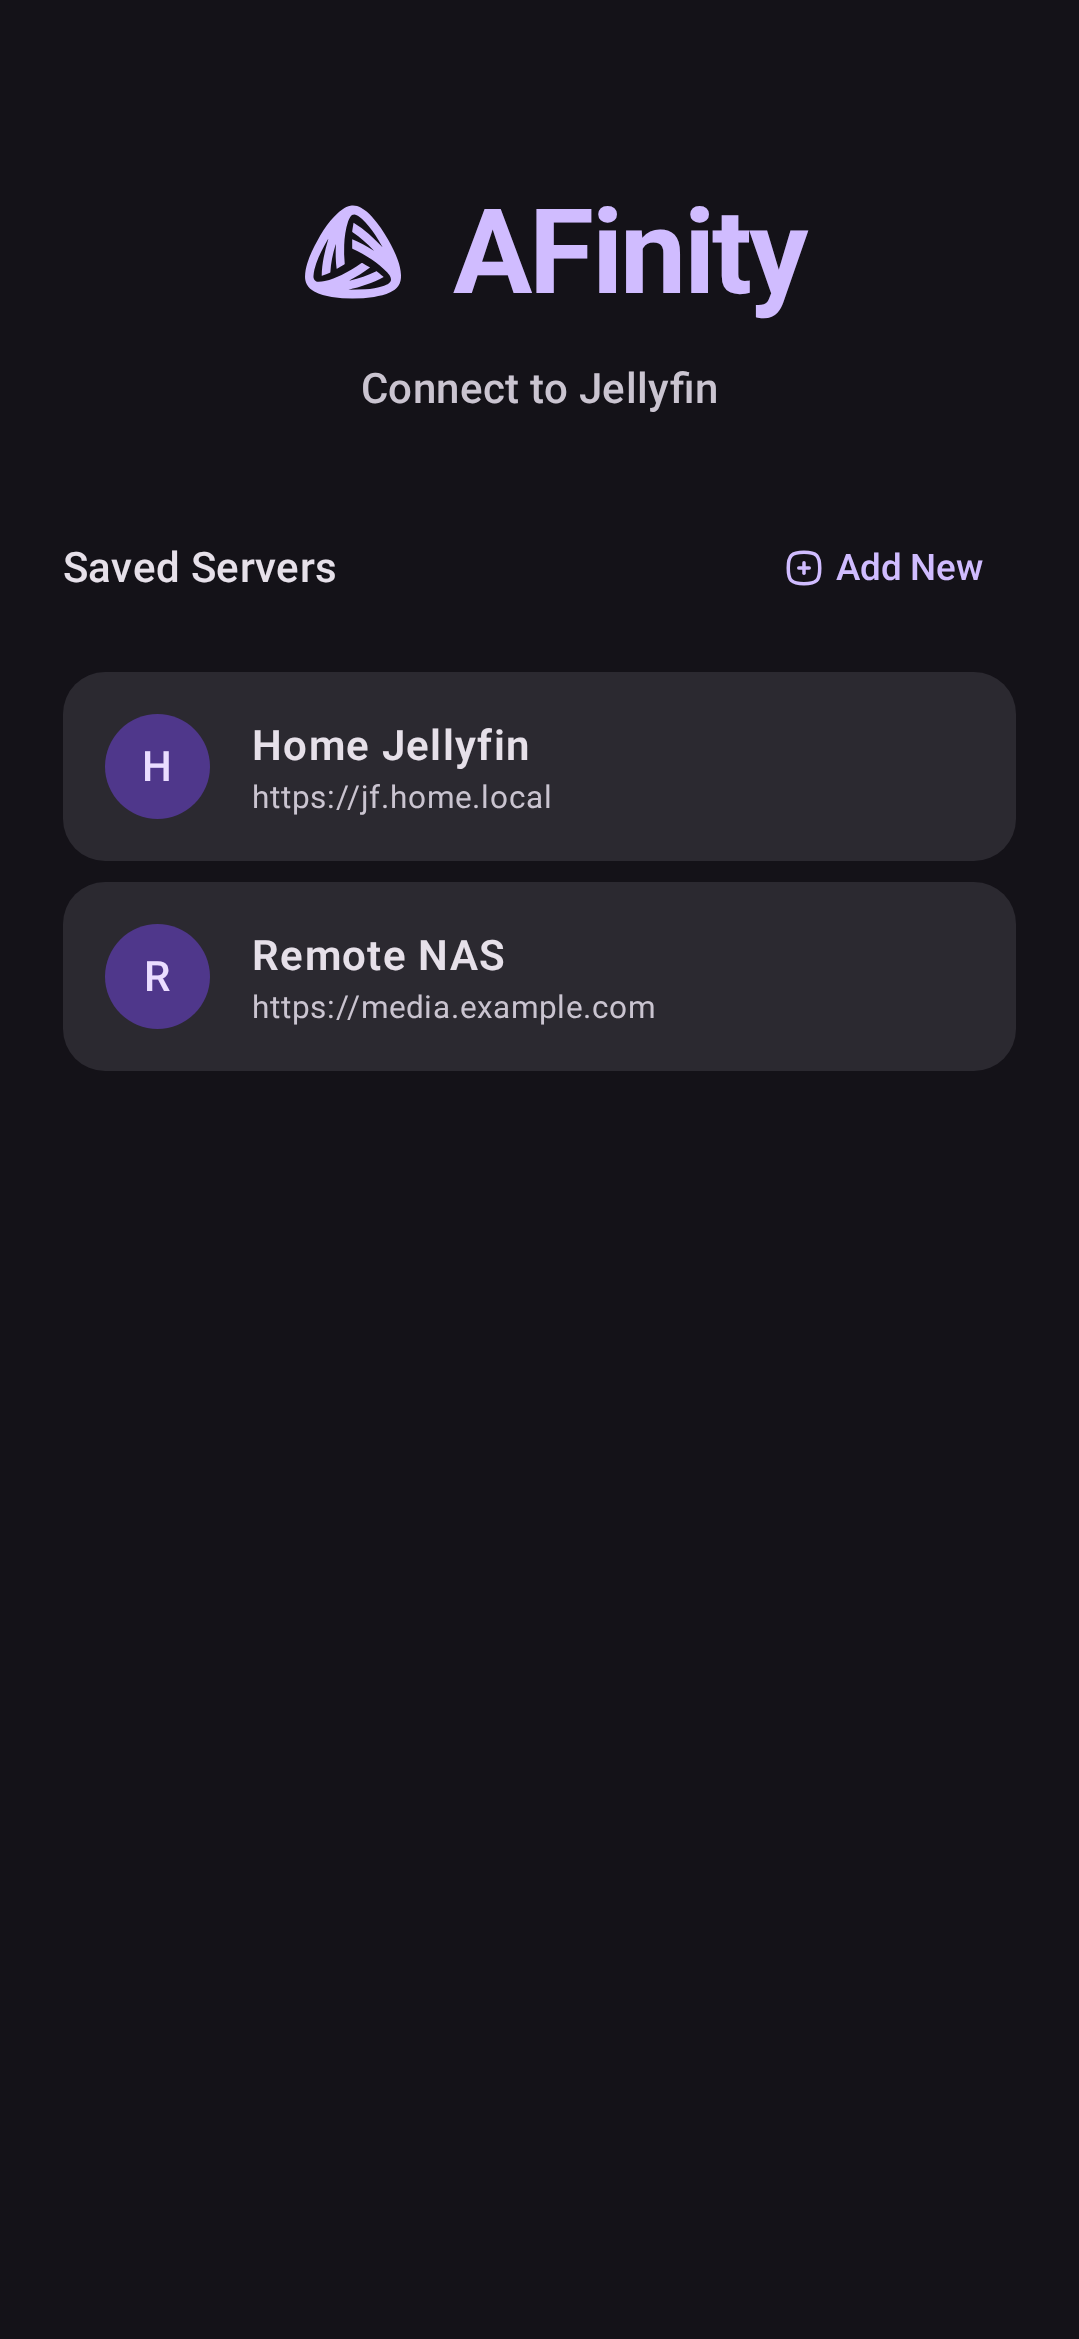 AFinity
Connect to Jellyfin
Saved Servers
Add New
H
Home Jellyfin
https://jf.home.local
R
Remote NAS
https://media.example.com